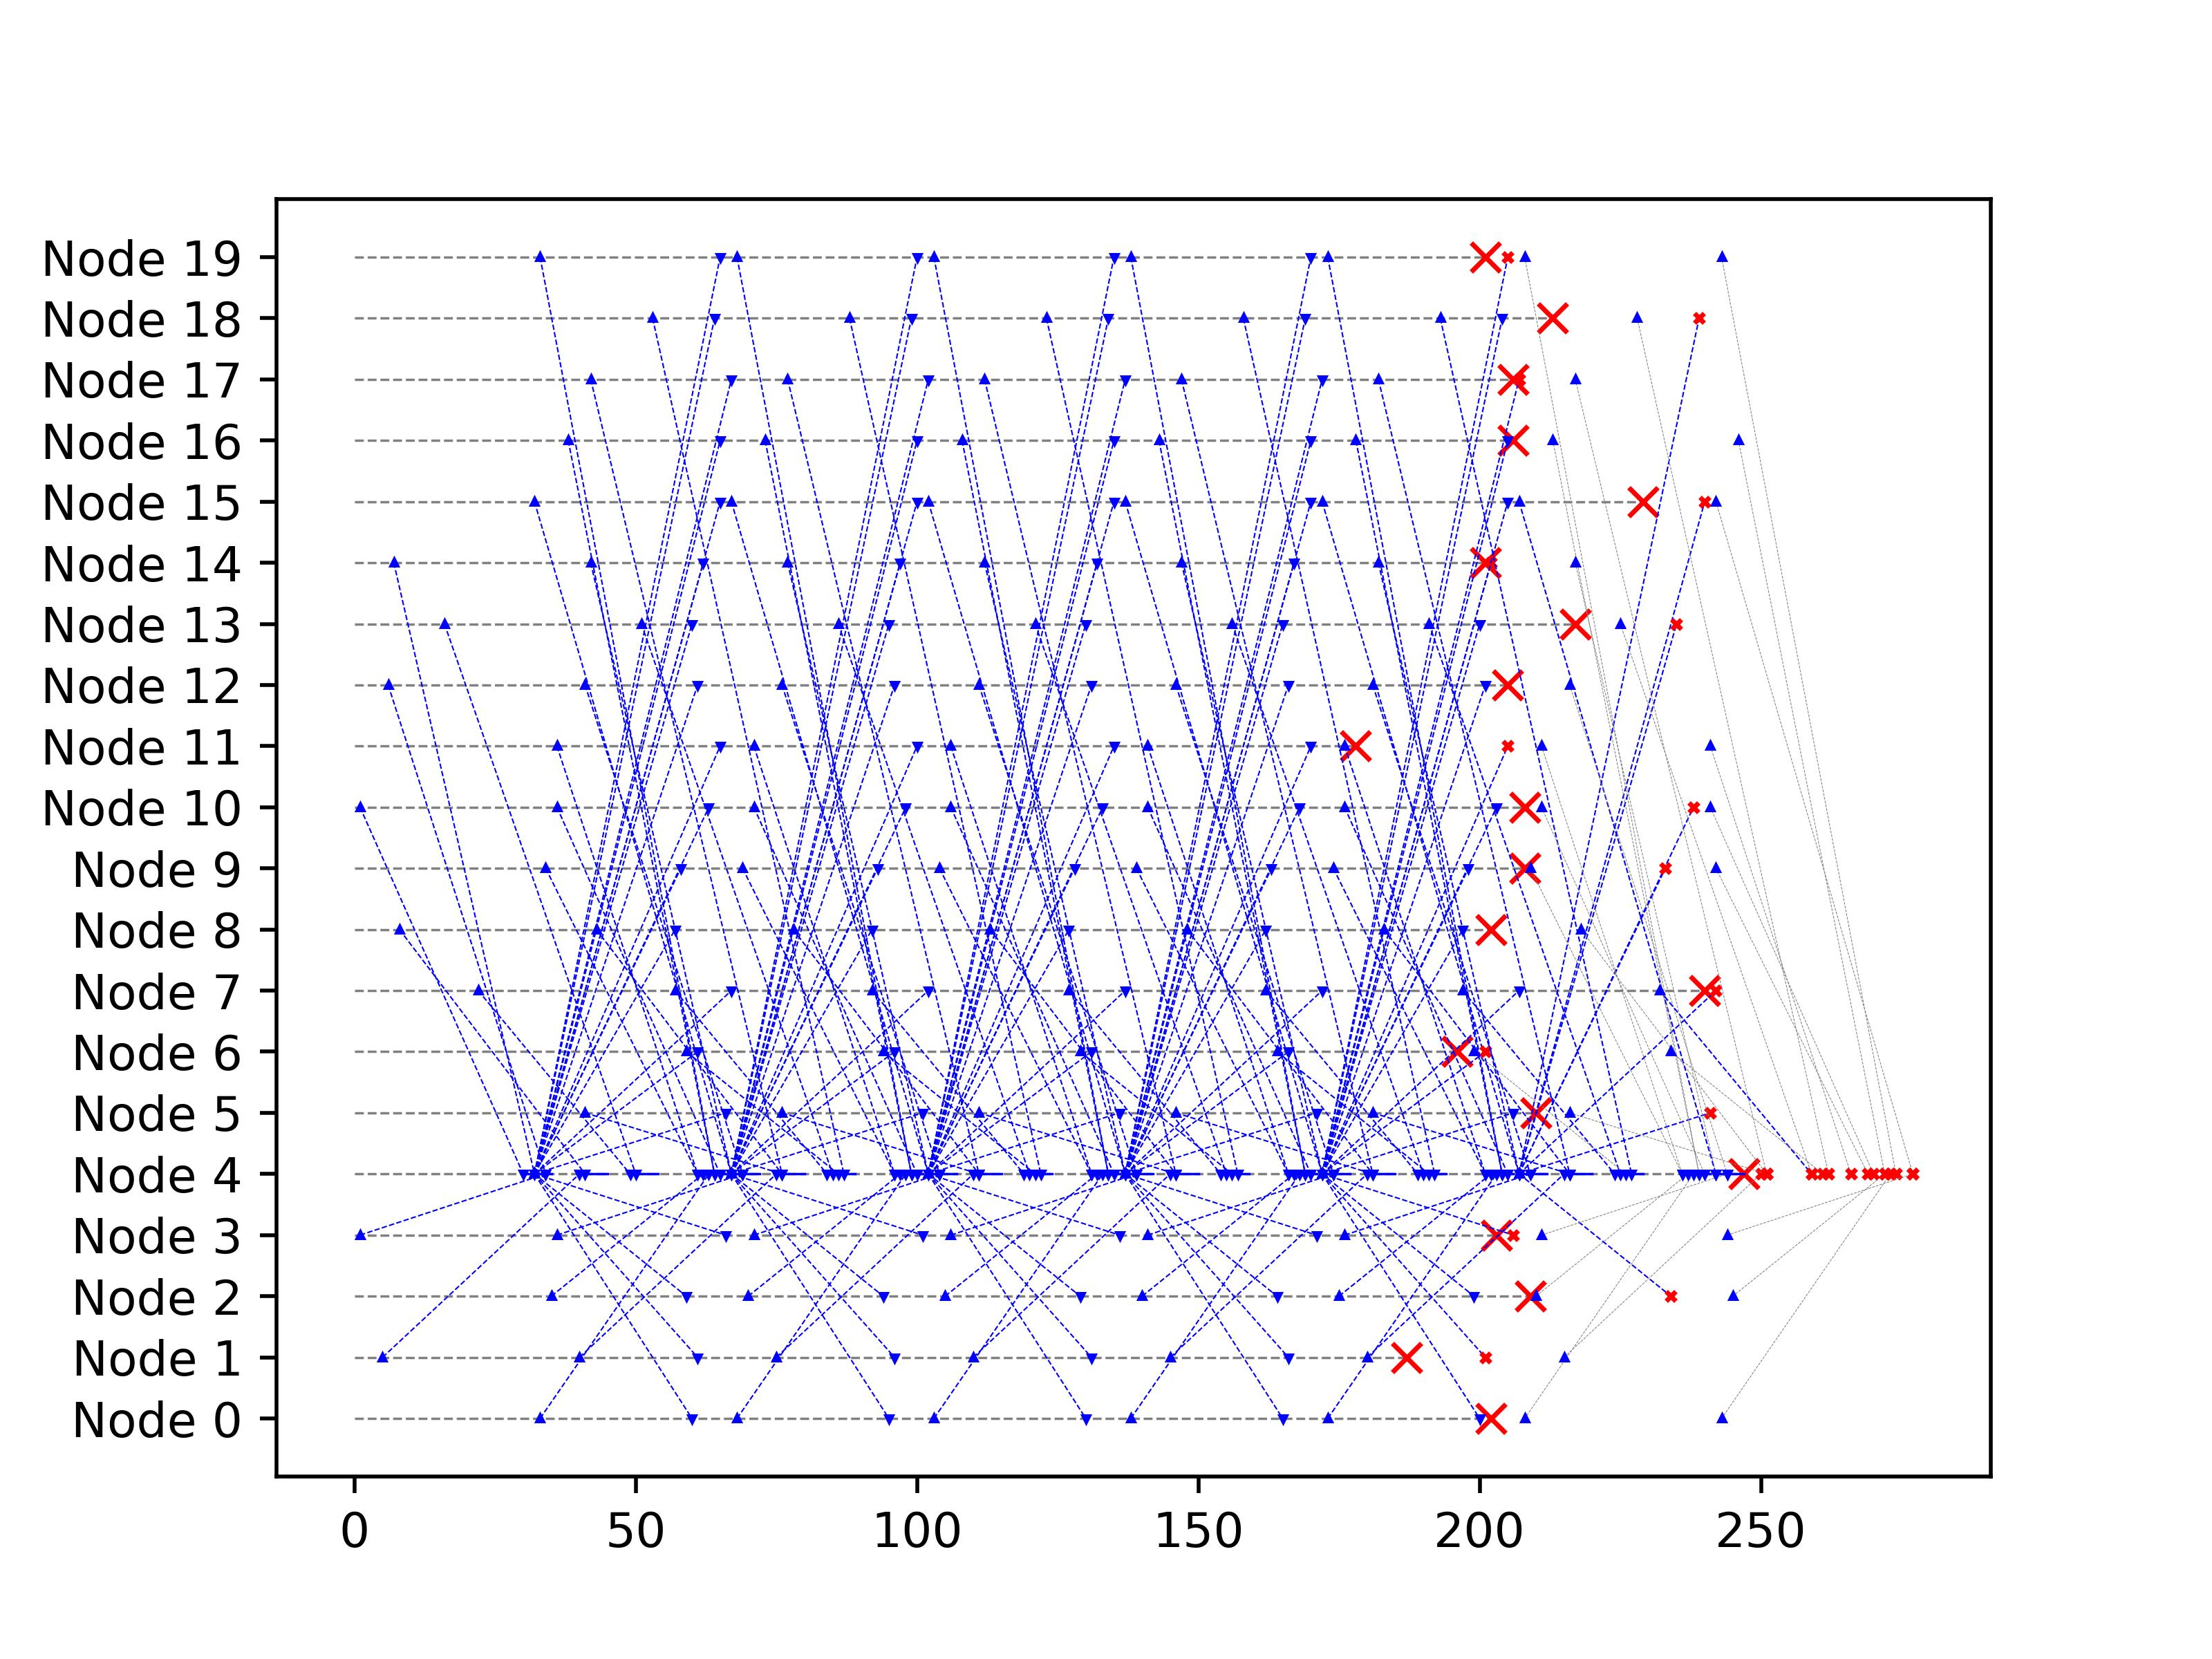 Node 19
Node 18
Node 17
Node 16
Node 15
Node 14
Node 13
Node 12
Node 11
Node 10
Node 9
Node 8
Node 7
Node 6
Node 5
Node 4
Node 3
Node 2
Node 1
Node 0
0 50 100 150 200 250